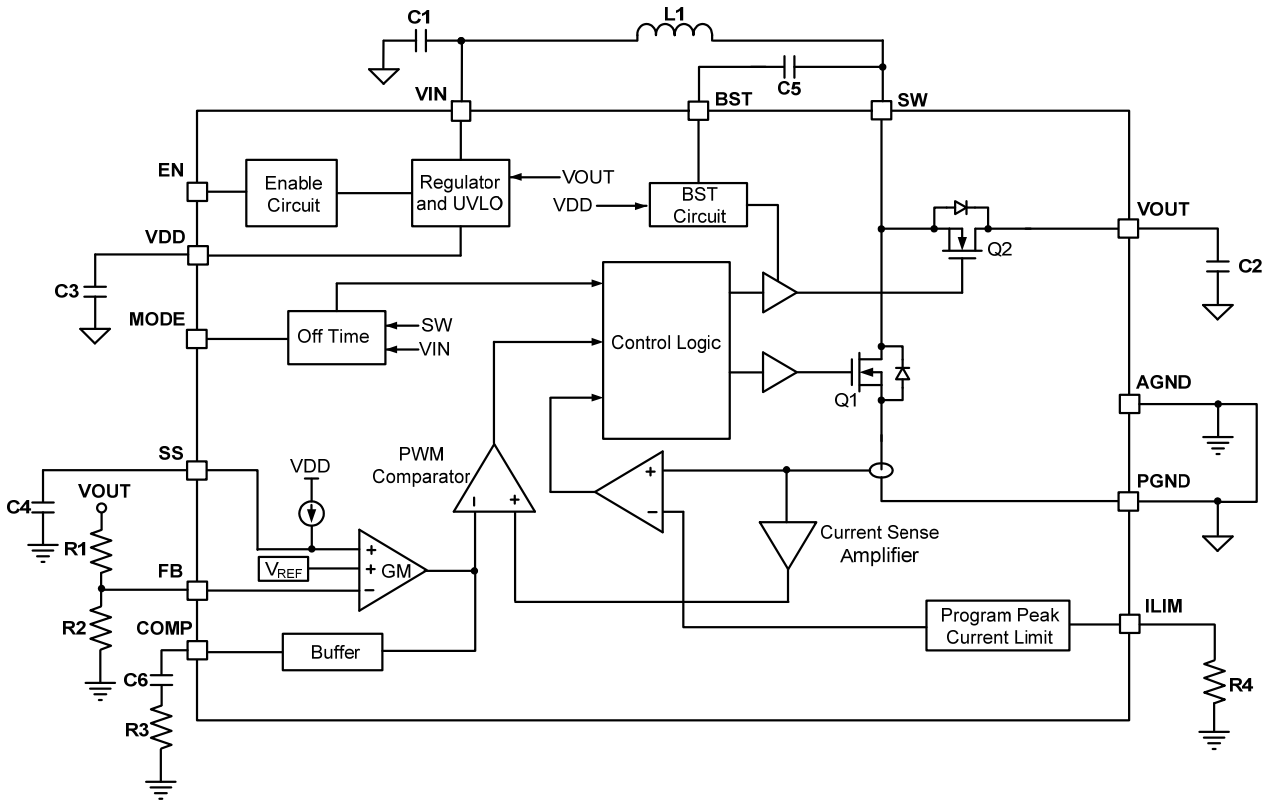 C1
L1
C5
VIN
BST
SW
EN
Enable
Circuit
Regulator
and UVLO
VOUT
VDD
BST
Circuit
VOUT
VDD
Q2
C2
C3
MODE
Off Time
SW
VIN
Control Logic
Q1
AGND
SS
VDD
PWM
Comparator
+
−
PGND
C4
VOUT
R1
FB
VREF
+
+
−
GM
−
+
Current Sense
Amplifier
R2
COMP
Buffer
Program Peak
Current Limit
ILIM
C6
R3
R4